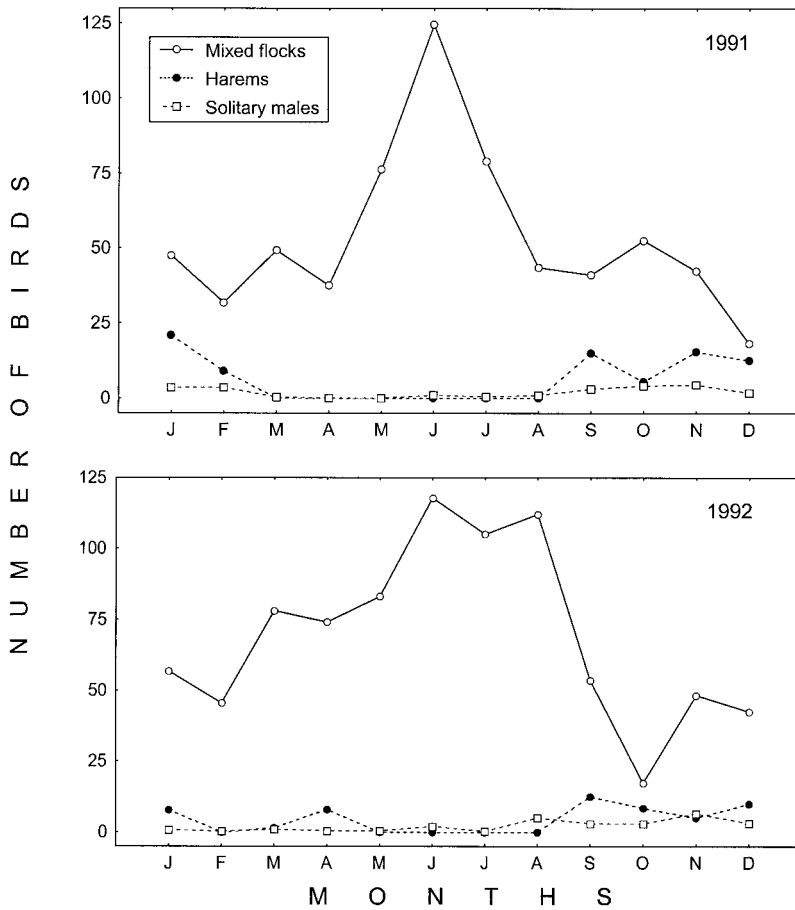 NUMBER OF BIRDS
125
100
75
50
25
0
1991
Mixed flocks
Harems
Solitary males
J F M A M J J A S O N D
125
100
75
50
25
0
1992
J F M A M J J A S O N D
MONTHS